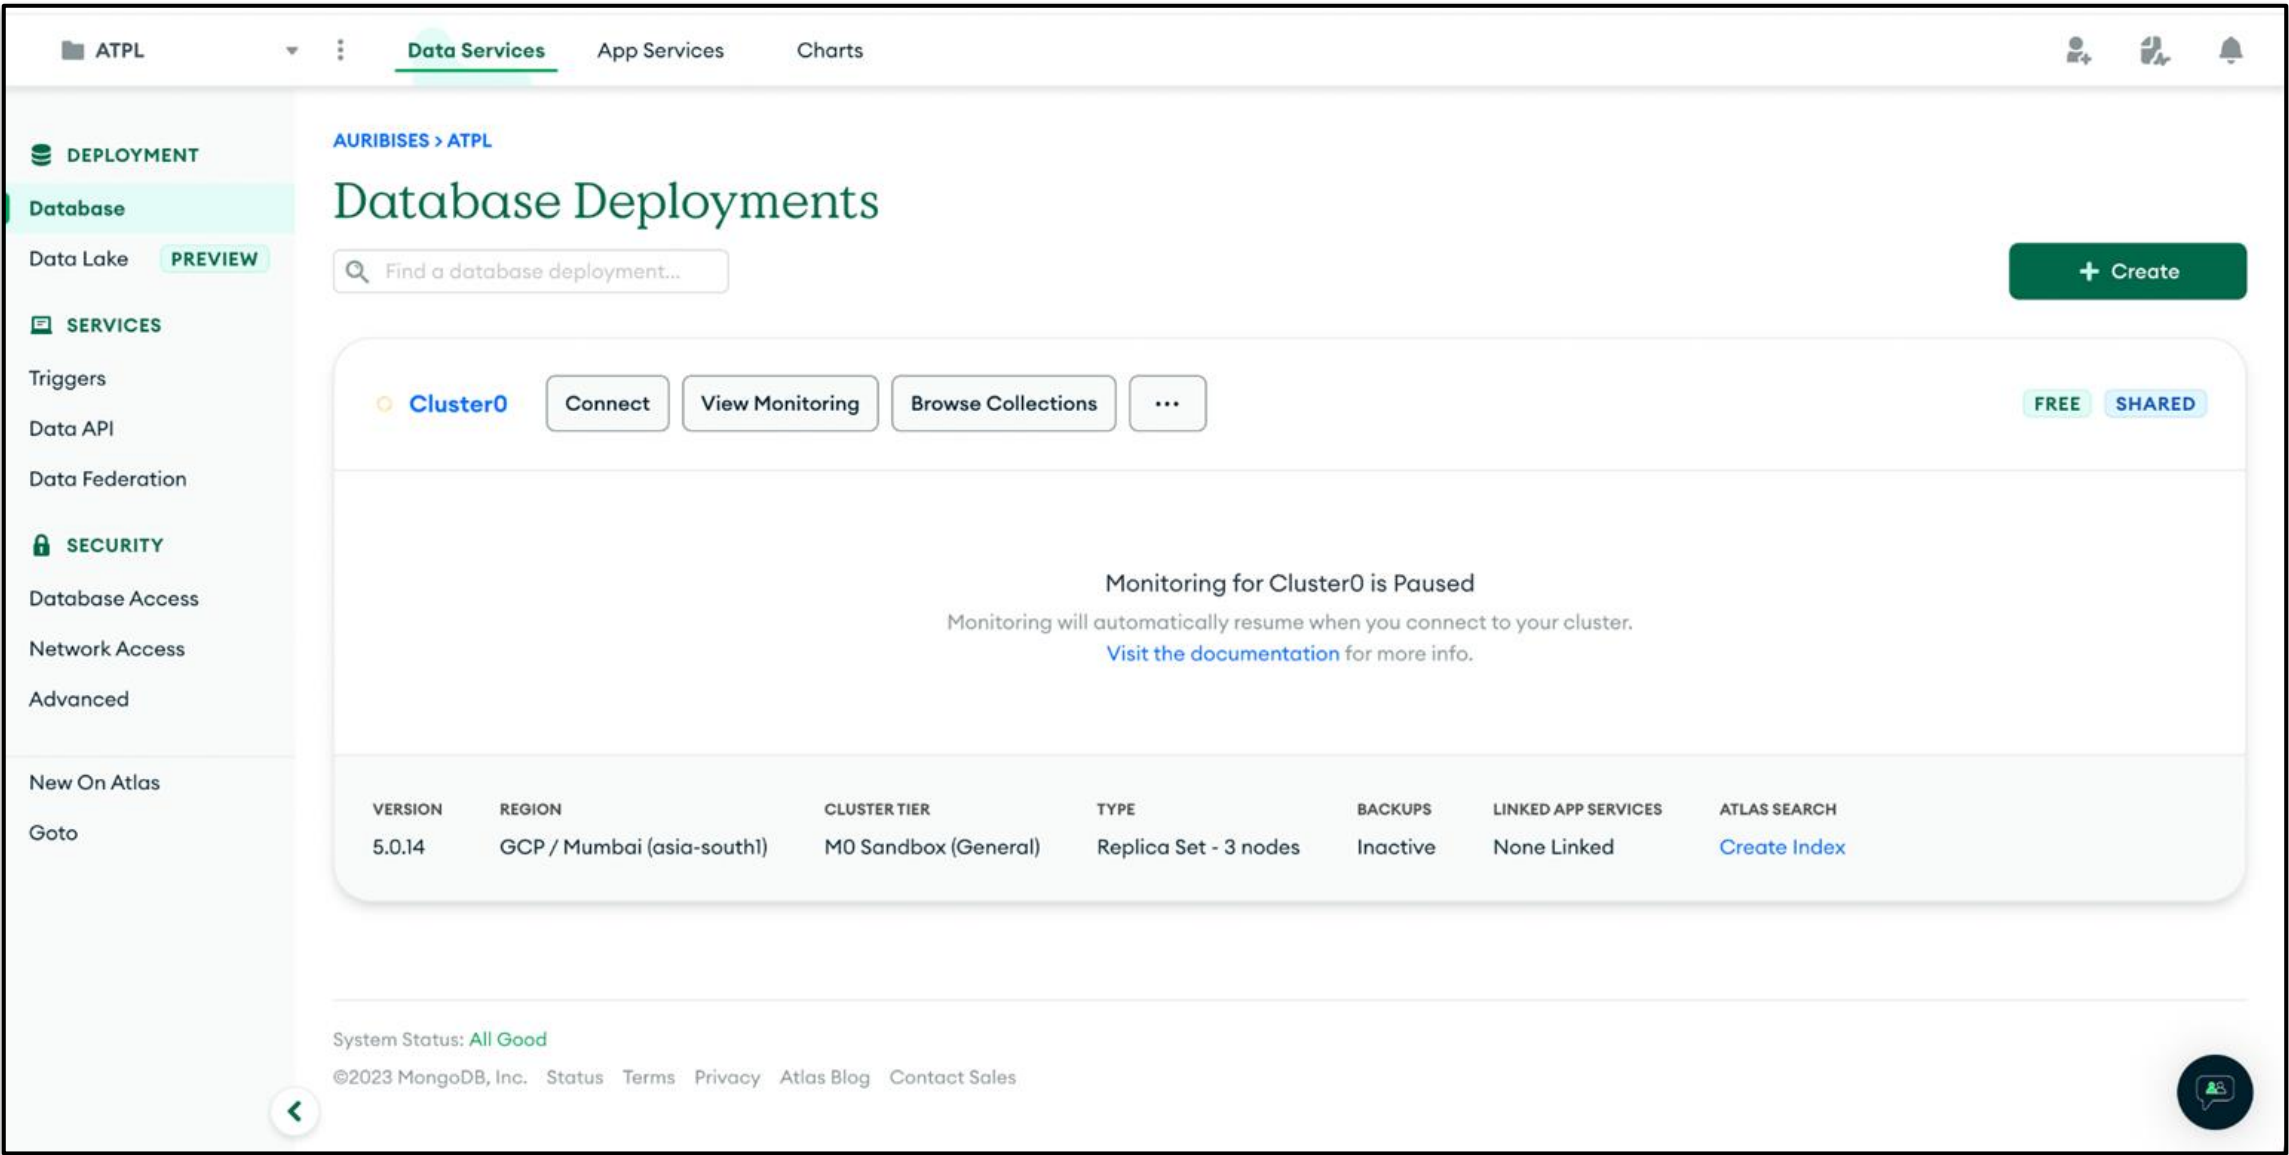 ATPL
Data Services
App Services
Charts
DEPLOYMENT
Database
Data Lake PREVIEW
SERVICES
Triggers
Data API
Data Federation
SECURITY
Database Access
Network Access
Advanced
New On Atlas
Goto
AURIBISES > ATPL
Database Deployments
Find a database deployment...
+ Create
Cluster0
Connect
View Monitoring
Browse Collections
...
FREE SHARED
Monitoring for Cluster0 is Paused
Monitoring will automatically resume when you connect to your cluster.
Visit the documentation for more info.
VERSION REGION CLUSTER TIER TYPE BACKUPS LINKED APP SERVICES ATLAS SEARCH
5.0.14 GCP / Mumbai (asia-south1) M0 Sandbox (General) Replica Set - 3 nodes Inactive None Linked Create Index
System Status: All Good
©2023 MongoDB, Inc. Status Terms Privacy Atlas Blog Contact Sales